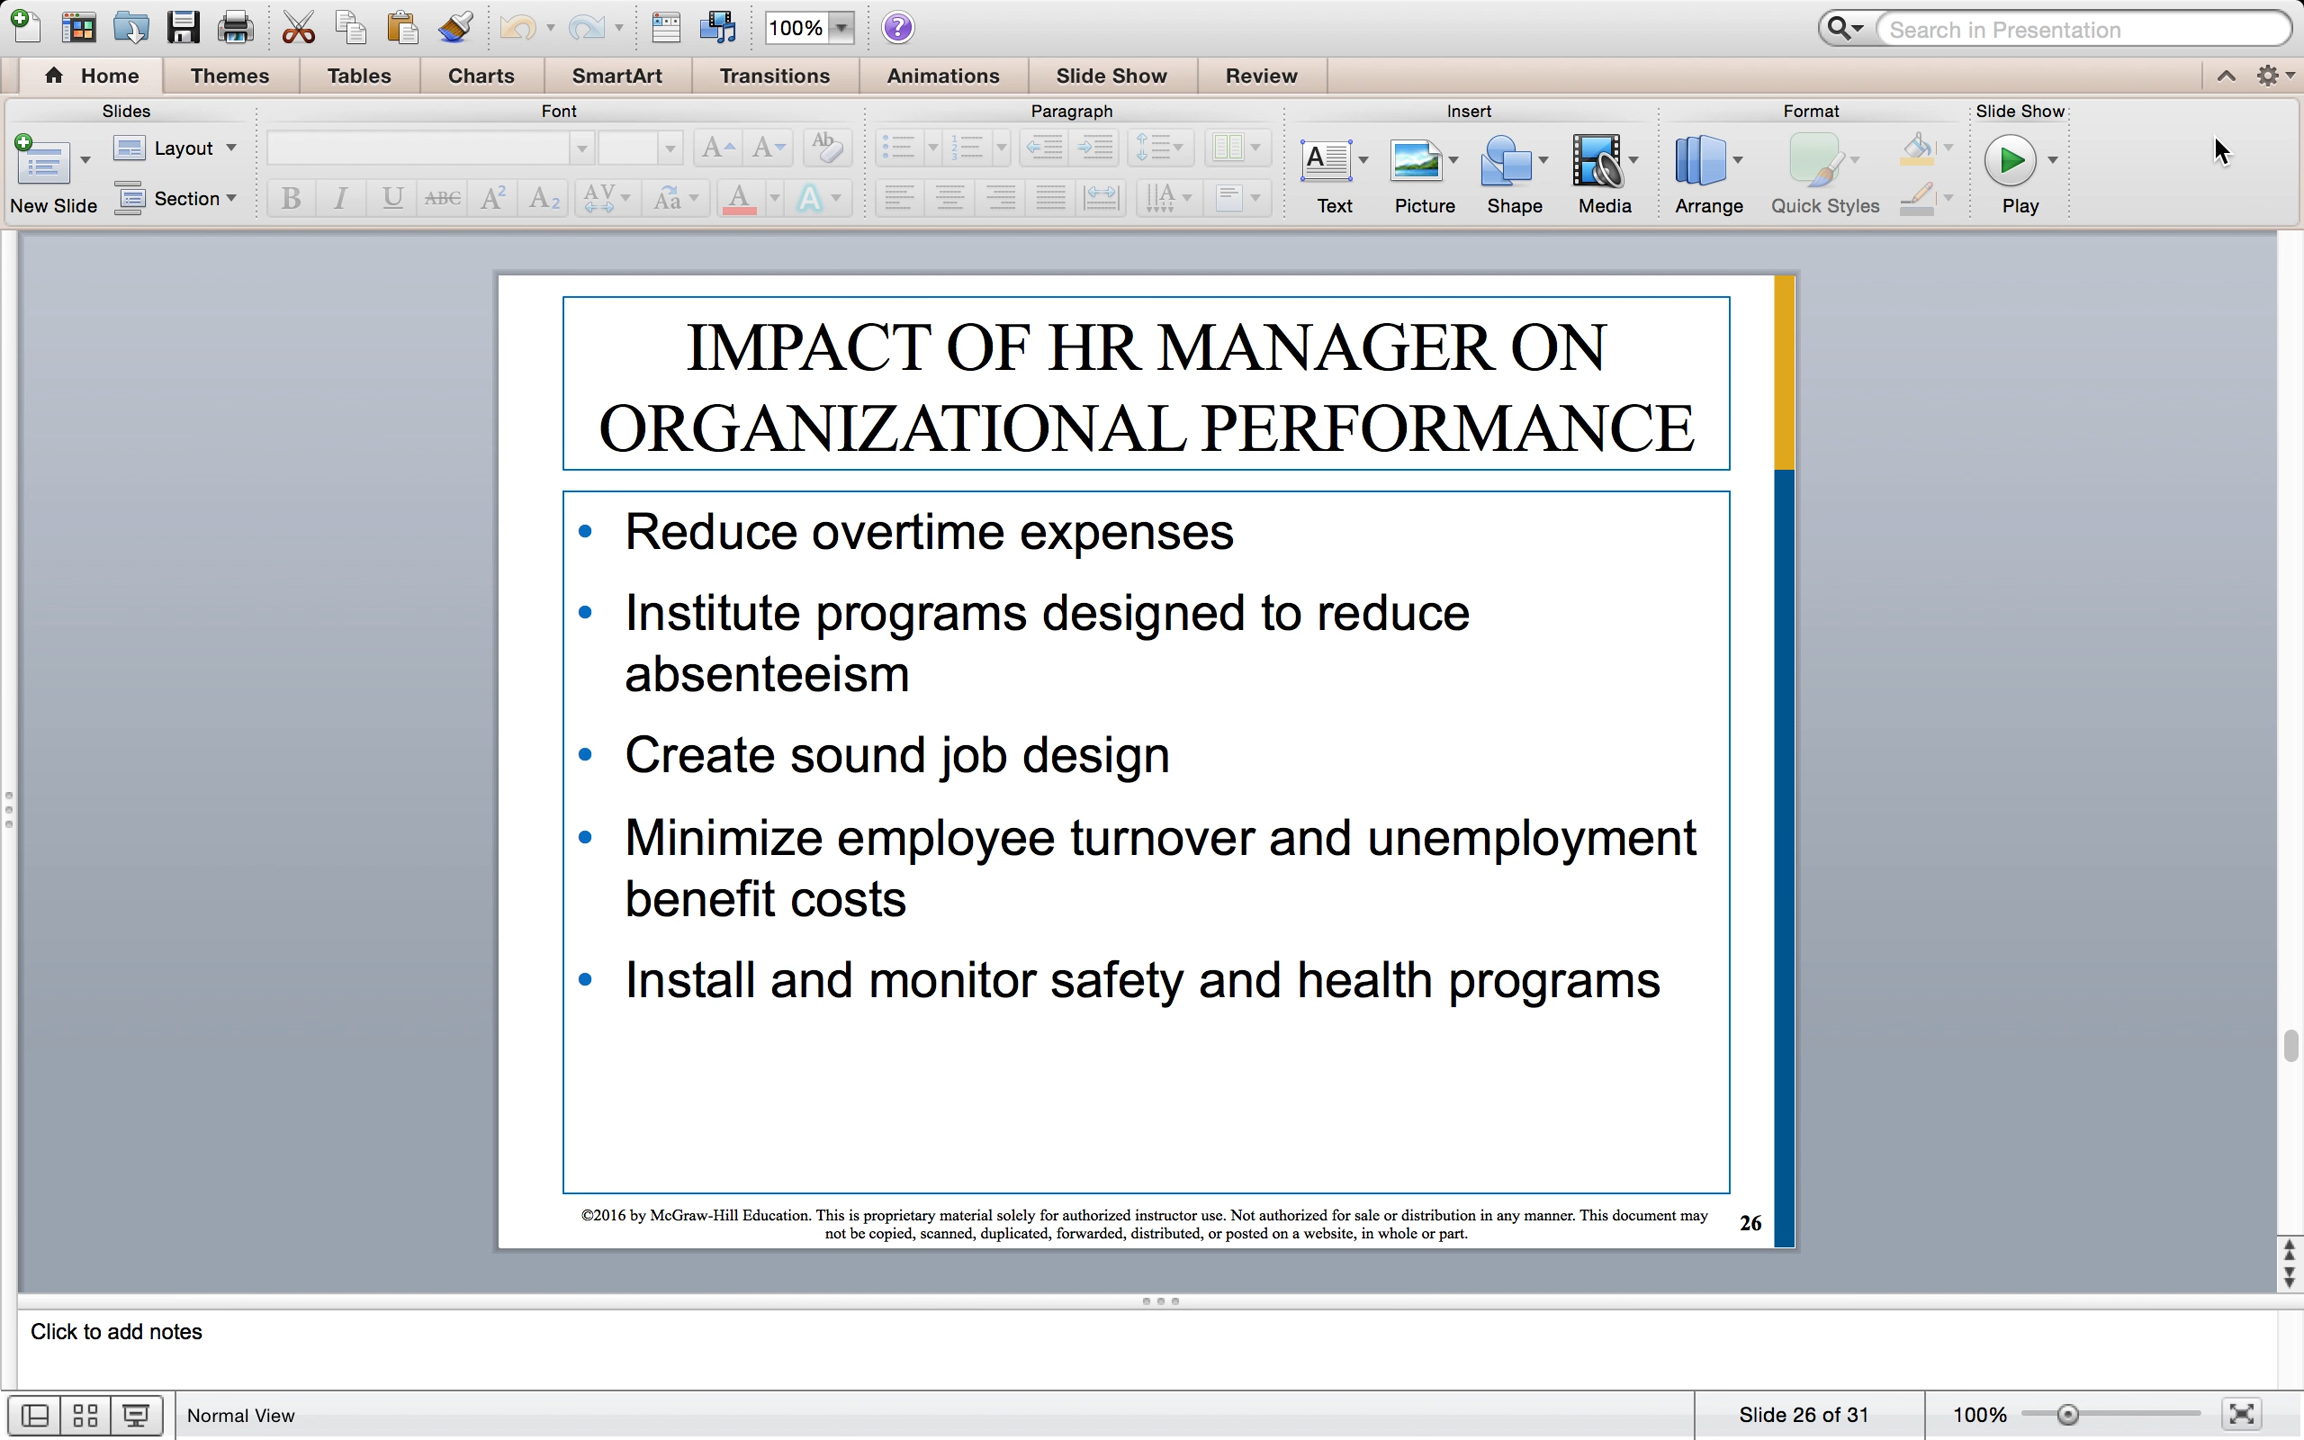 100%
Search in Presentation
Home Themes Tables Charts SmartArt Transitions Animations Slide Show Review
Slides Font Paragraph Insert Format Slide Show
New Slide Layout Section
Text Picture Shape Media Arrange Quick Styles Play
IMPACT OF HR MANAGER ON
ORGANIZATIONAL PERFORMANCE
• Reduce overtime expenses
• Institute programs designed to reduce
absenteeism
• Create sound job design
• Minimize employee turnover and unemployment
benefit costs
• Install and monitor safety and health programs
©2016 by McGraw-Hill Education. This is proprietary material solely for authorized instructor use. Not authorized for sale or distribution in any manner. This document may
not be copied, scanned, duplicated, forwarded, distributed, or posted on a website, in whole or part.
26
Click to add notes
Normal View Slide 26 of 31 100%